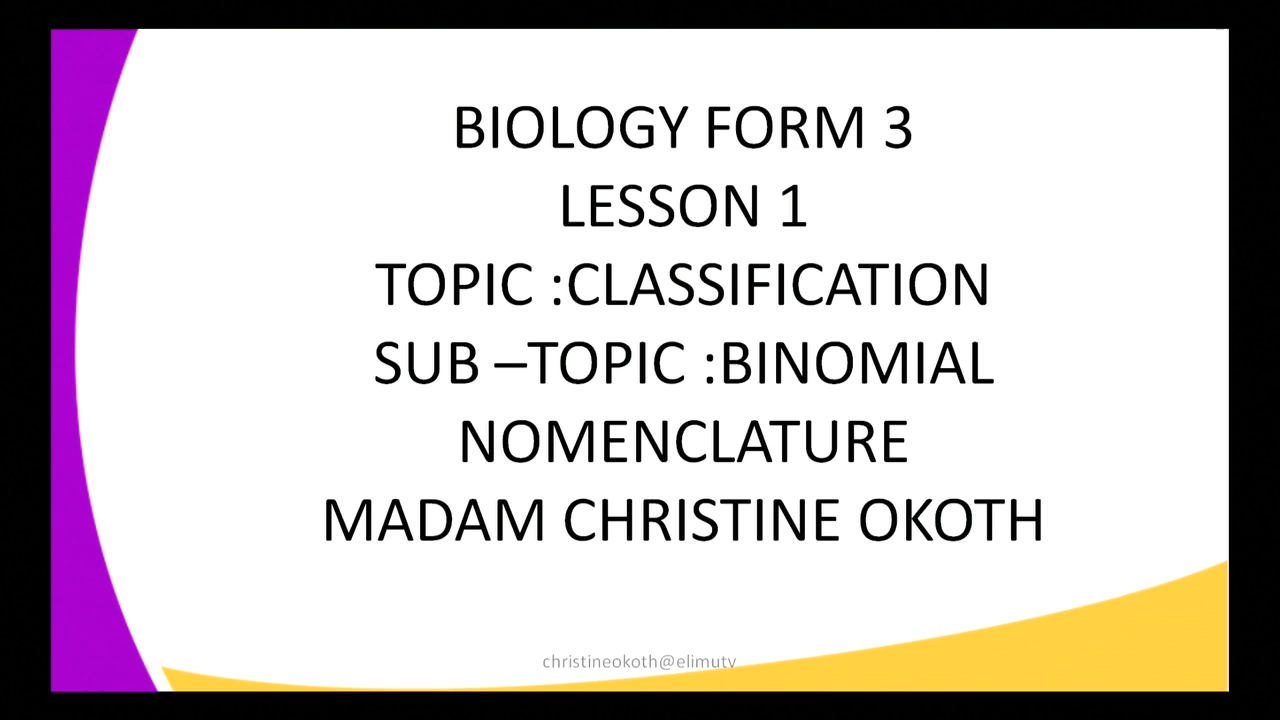 BIOLOGY FORM 3
LESSON 1
TOPIC :CLASSIFICATION
SUB –TOPIC :BINOMIAL
NOMENCLATURE
MADAM CHRISTINE OKOTH
christineokoth@elimutv